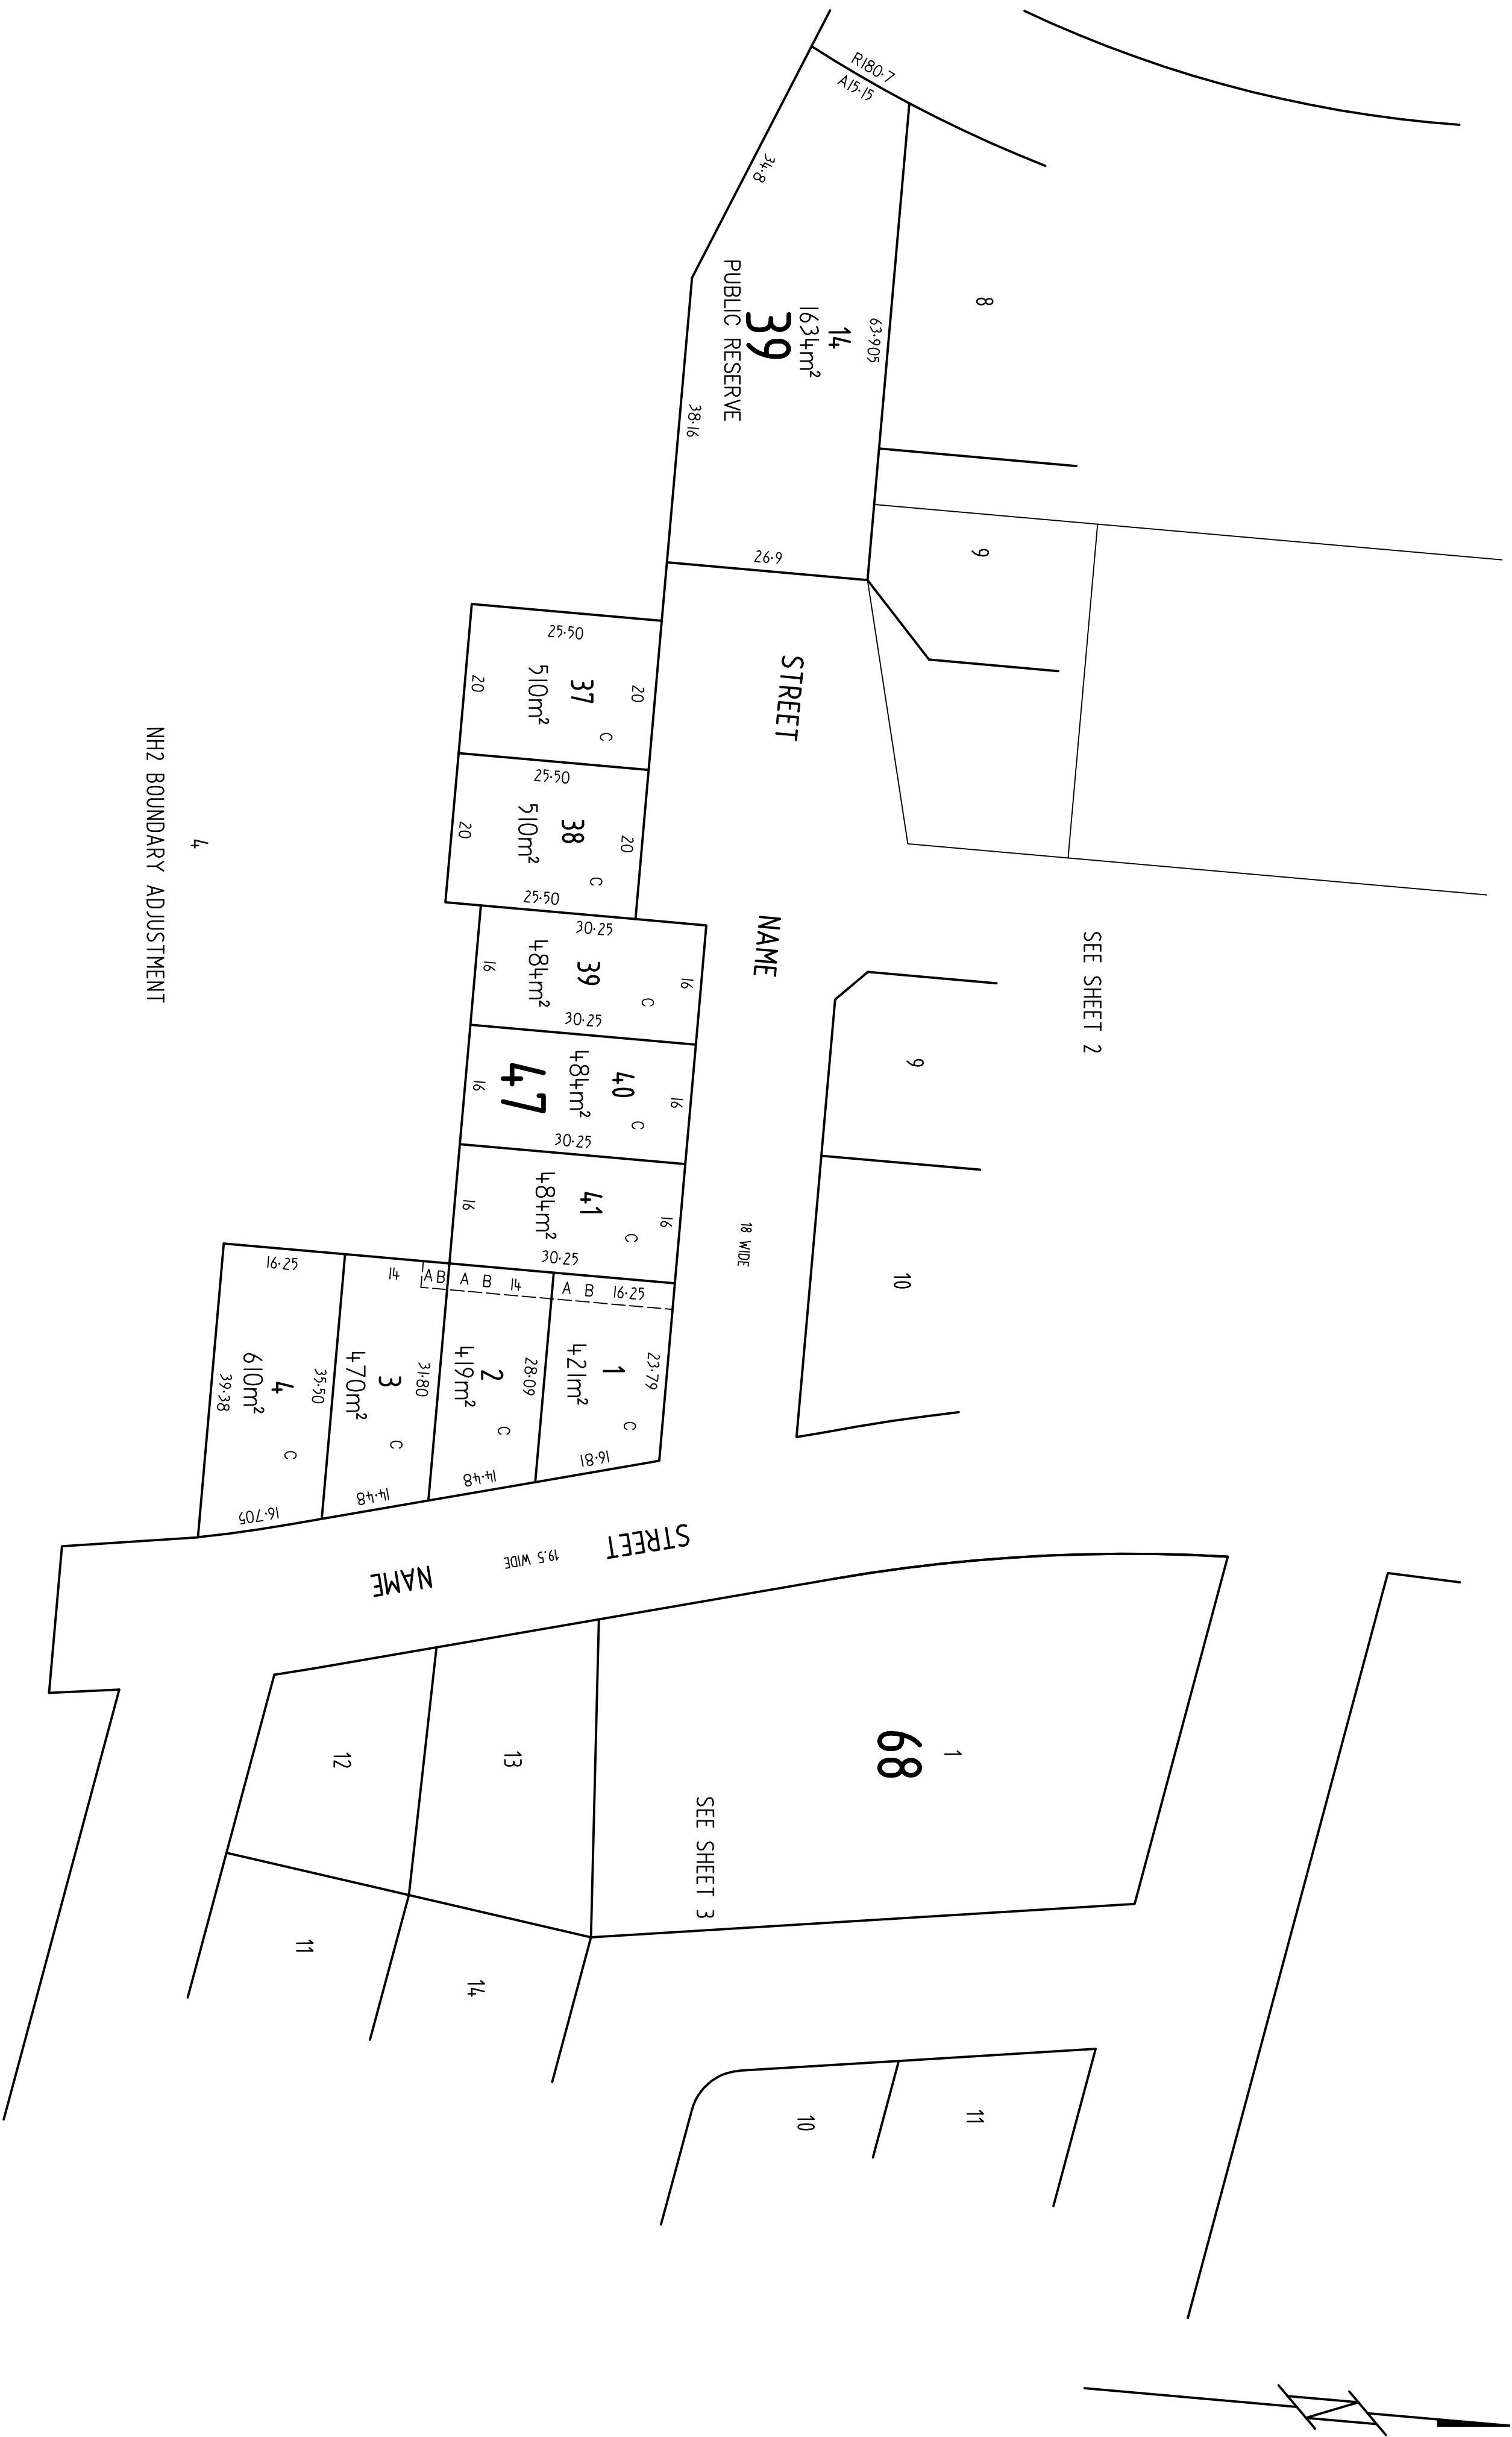 R180·7
A15·15
34·8
63·905
14
1634m²
39
PUBLIC RESERVE
38·16
26·9
8
9
SEE SHEET 2
9
10
STREET
NAME
18 WIDE
25·50
20
37
510m²
20
C
25·50
20
38
510m²
20
C
25·50
30·25
16
39
484m²
16
C
30·25
16
40
484m²
47
16
C
30·25
16
41
484m²
16
C
30·25
A B 16·25
23·79
1
421m²
C
16·81
A B 14
28·09
2
419m²
C
14·48
A B
14
31·80
3
470m²
C
14·48
16·25
35·50
4
610m²
39·38
C
16·705
4
NH2 BOUNDARY ADJUSTMENT
STREET
19.5 WIDE
NAME
1
68
SEE SHEET 3
13
12
11
14
10
11